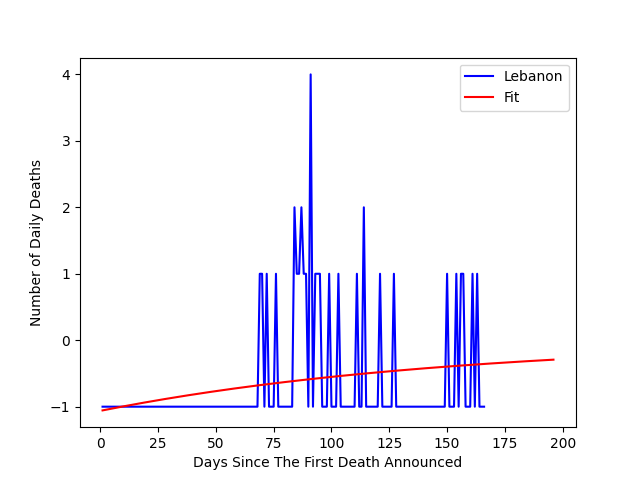 Lebanon
Fit
Number of Daily Deaths
4
3
2
1
0
−1
0 25 50 75 100 125 150 175 200
Days Since The First Death Announced